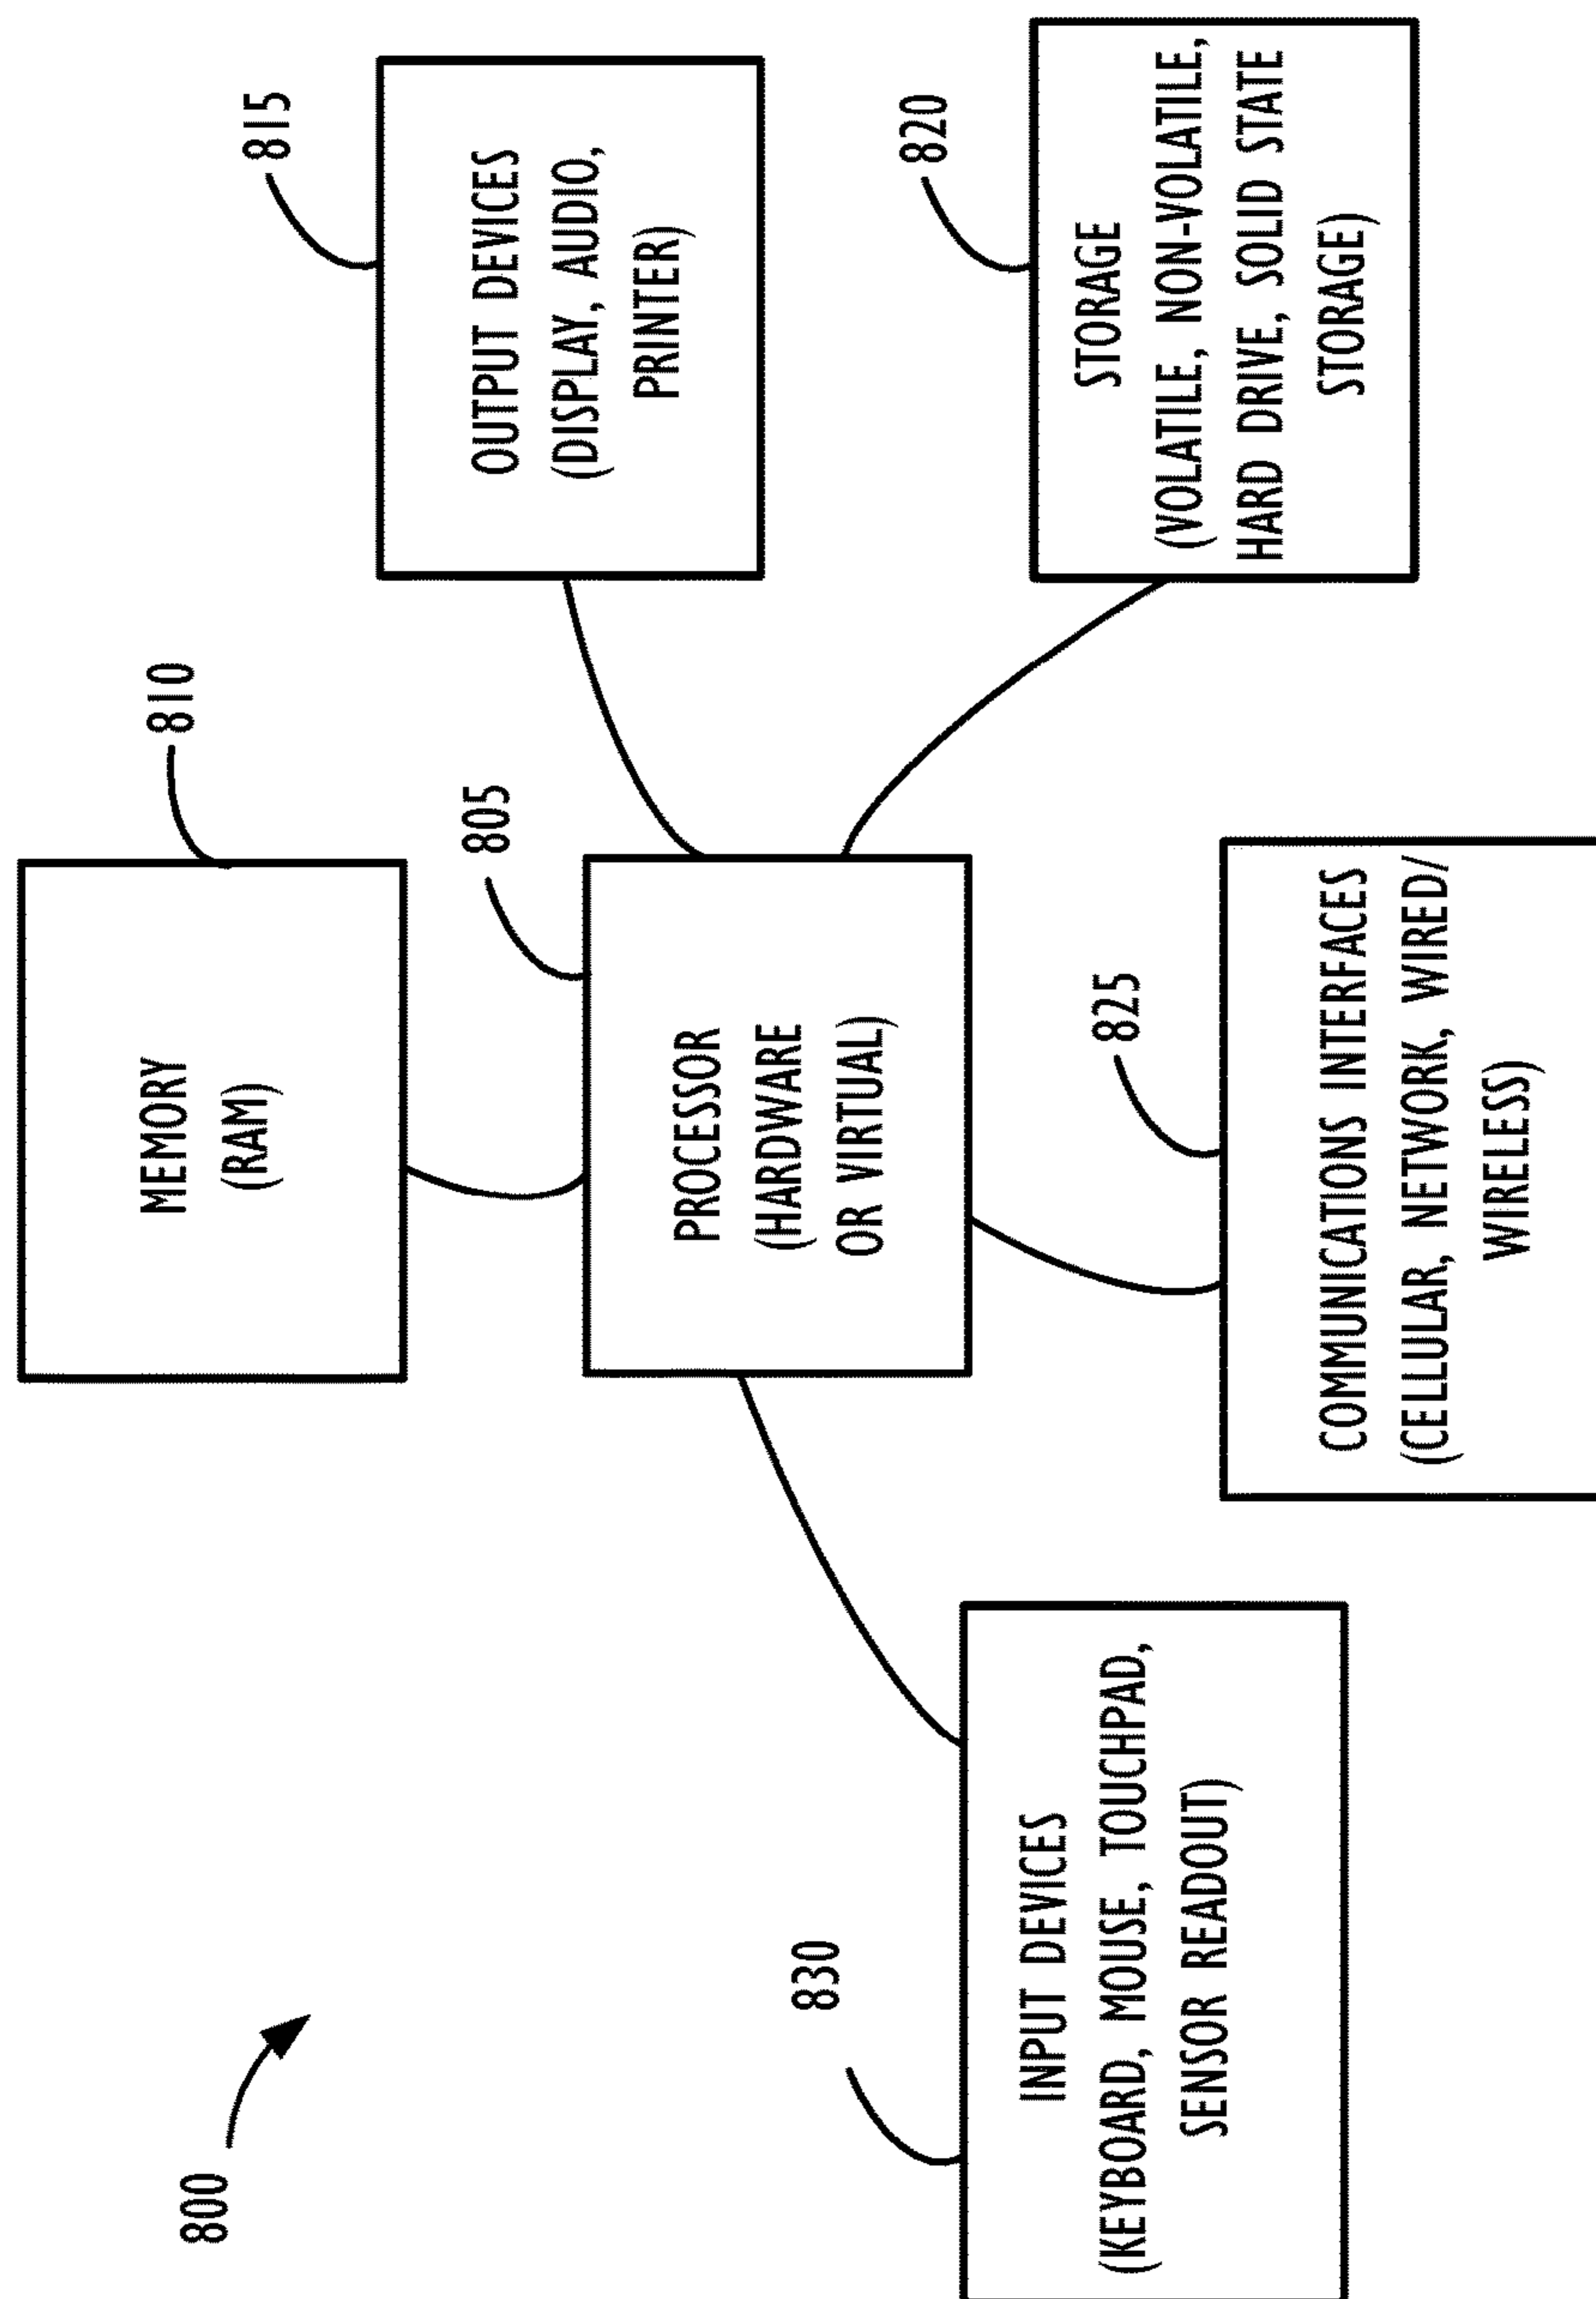 800
810
MEMORY
(RAM)
815
OUTPUT DEVICES
(DISPLAY, AUDIO,
PRINTER)
805
PROCESSOR
(HARDWARE
OR VIRTUAL)
820
STORAGE
(VOLATILE, NON-VOLATILE,
HARD DRIVE, SOLID STATE
STORAGE)
830
INPUT DEVICES
(KEYBOARD, MOUSE, TOUCHPAD,
SENSOR READOUT)
825
COMMUNICATIONS INTERFACES
(CELLULAR, NETWORK, WIRED/
WIRELESS)